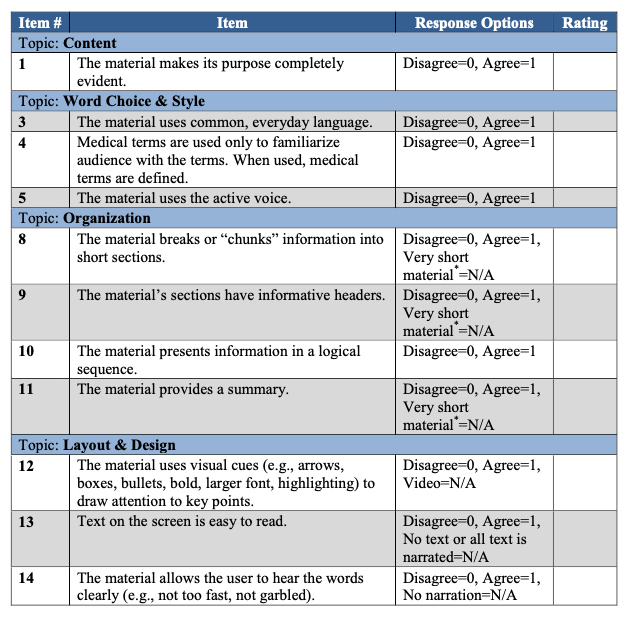 Item # Item Response Options Rating
Topic: Content
1 The material makes its purpose completely Disagree=0, Agree=1
evident.
Topic: Word Choice & Style
3 The material uses common, everyday language. Disagree=0, Agree=1
4 Medical terms are used only to familiarize Disagree=0, Agree=1
audience with the terms. When used, medical
terms are defined.
5 The material uses the active voice. Disagree=0, Agree=1
Topic: Organization
8 The material breaks or “chunks” information into Disagree=0, Agree=1,
short sections. Very short
material*=N/A
9 The material’s sections have informative headers. Disagree=0, Agree=1,
Very short
material*=N/A
10 The material presents information in a logical Disagree=0, Agree=1
sequence.
11 The material provides a summary. Disagree=0, Agree=1,
Very short
material*=N/A
Topic: Layout & Design
12 The material uses visual cues (e.g., arrows, Disagree=0, Agree=1,
boxes, bullets, bold, larger font, highlighting) to Video=N/A
draw attention to key points.
13 Text on the screen is easy to read. Disagree=0, Agree=1,
No text or all text is
narrated=N/A
14 The material allows the user to hear the words Disagree=0, Agree=1,
clearly (e.g., not too fast, not garbled). No narration=N/A